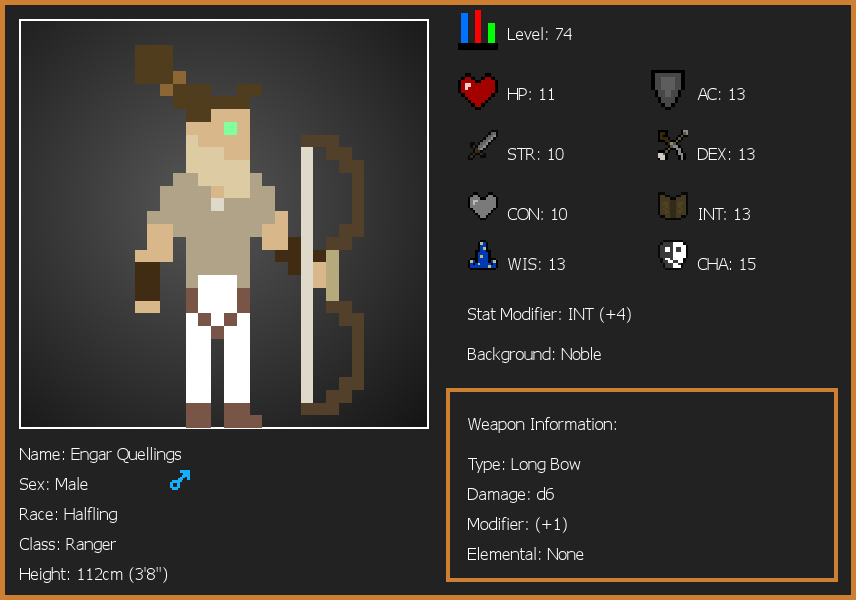 Level: 74
HP: 11
AC: 13
STR: 10
DEX: 13
CON: 10
INT: 13
WIS: 13
CHA: 15
Stat Modifier: INT (+4)
Background: Noble
Weapon Information:
Type: Long Bow
Damage: d6
Modifier: (+1)
Elemental: None
Name: Engar Quellings
Sex: Male
Race: Halfling
Class: Ranger
Height: 112cm (3'8")